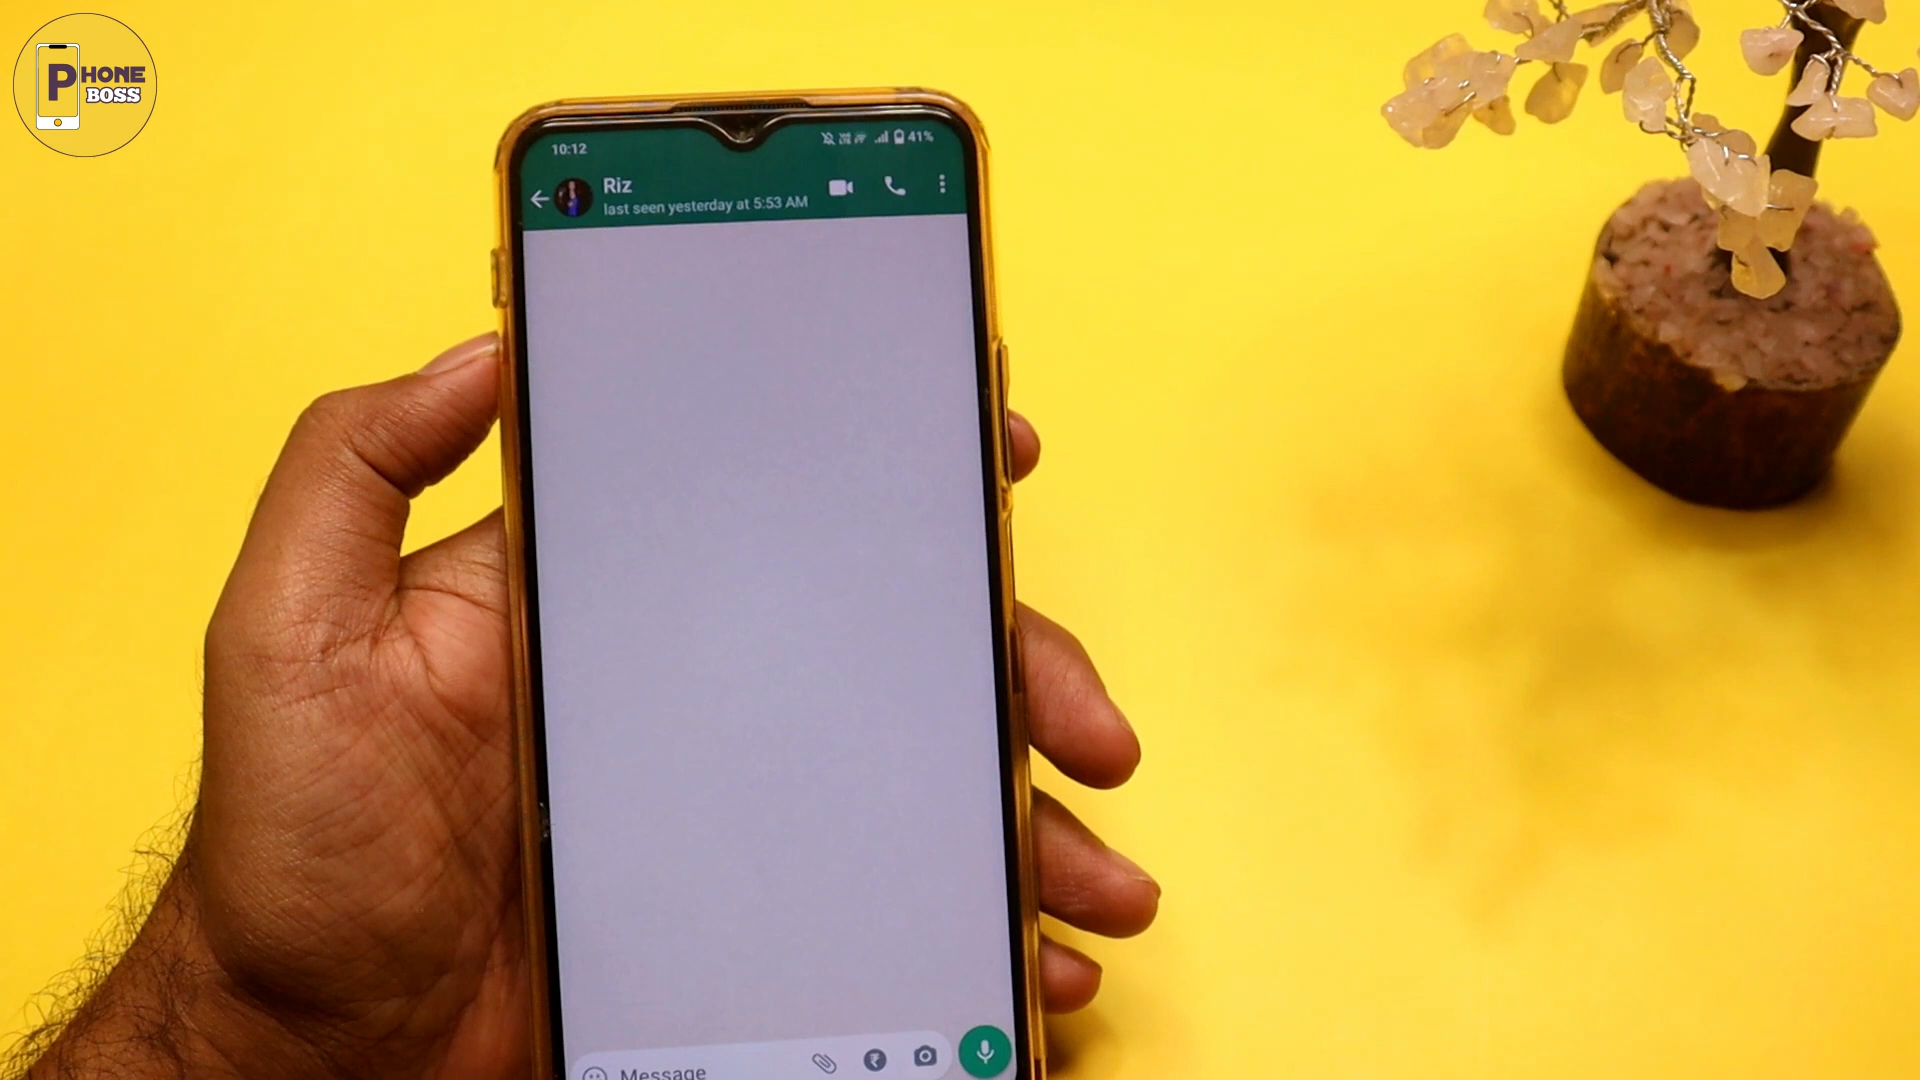 PHONE
BOSS
10:12
41%
Riz
last seen yesterday at 5:53 AM
₹
Message